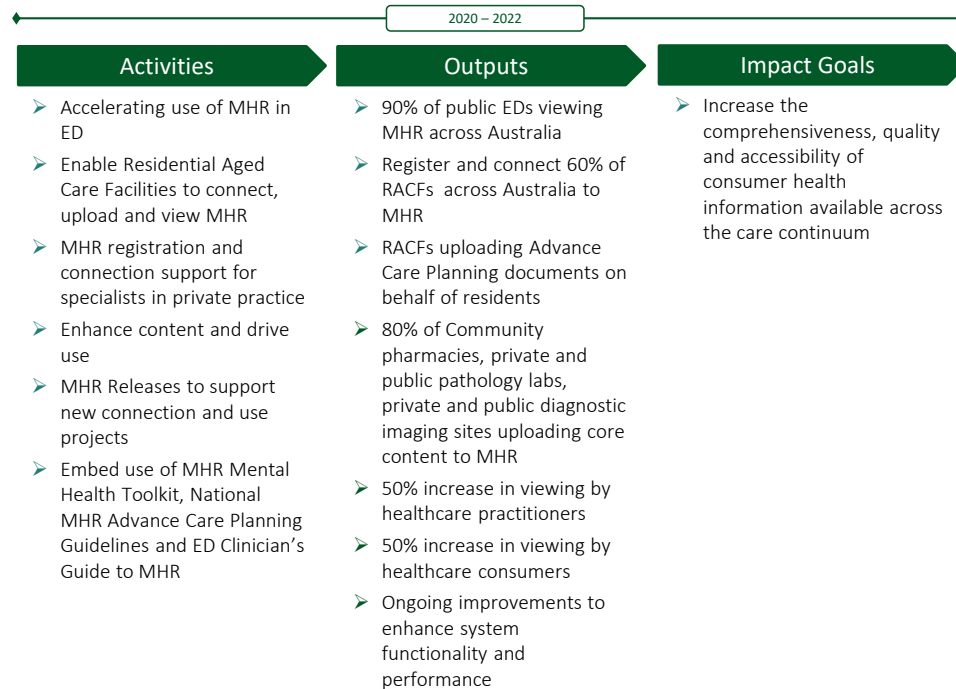 2020 – 2022
Activities
Accelerating use of MHR in
ED
Enable Residential Aged
Care Facilities to connect,
upload and view MHR
MHR registration and
connection support for
specialists in private practice
Enhance content and drive
use
MHR Releases to support
new connection and use
projects
Embed use of MHR Mental
Health Toolkit, National
MHR Advance Care Planning
Guidelines and ED Clinician’s
Guide to MHR
Outputs
90% of public EDs viewing
MHR across Australia
Register and connect 60% of
RACFs across Australia to
MHR
RACFs uploading Advance
Care Planning documents on
behalf of residents
80% of Community
pharmacies, private and
public pathology labs,
private and public diagnostic
imaging sites uploading core
content to MHR
50% increase in viewing by
healthcare practitioners
50% increase in viewing by
healthcare consumers
Ongoing improvements to
enhance system
functionality and
performance
Impact Goals
Increase the
comprehensiveness, quality
and accessibility of
consumer health
information available across
the care continuum